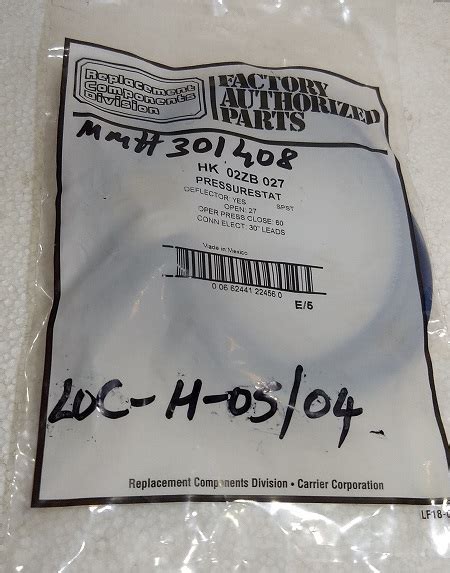 Replacement
Components
Division
FACTORY
AUTHORIZED
PARTS
MM# 301408
HK 02ZB 027
PRESSURESTAT
DEFLECTOR: YES SPST
OPEN: 27
OPER PRESS CLOSE: 60
CONN ELECT: 30" LEADS
Made in Mexico
0 06 62441 22456.0
E/5
LOC-H-05/04
Replacement Components Division • Carrier Corporation